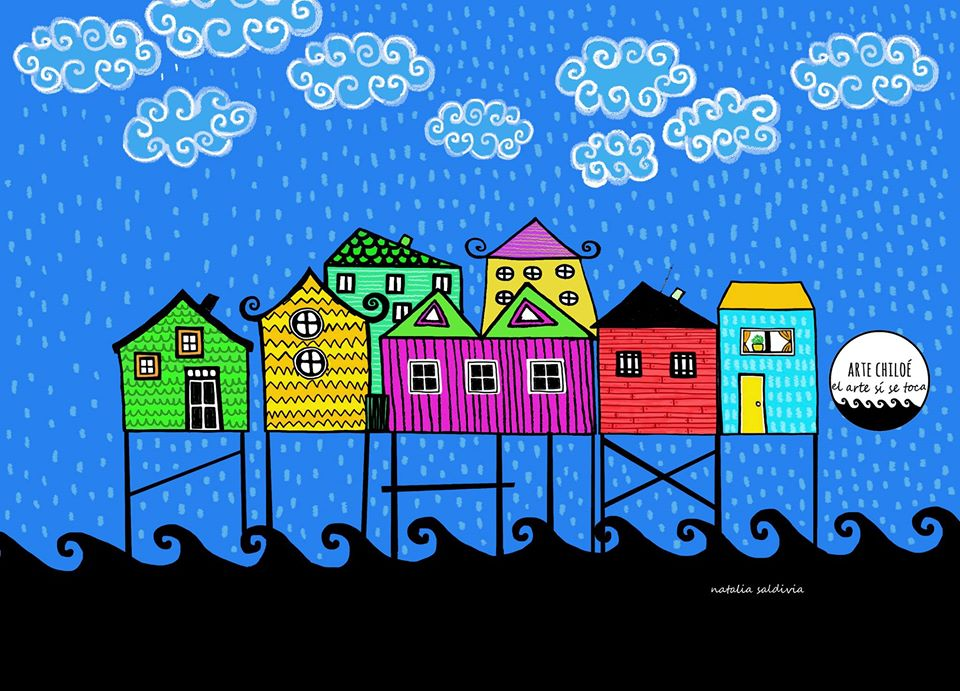 ARTE CHILOÉ
el arte sí se toca
natalia saldivia